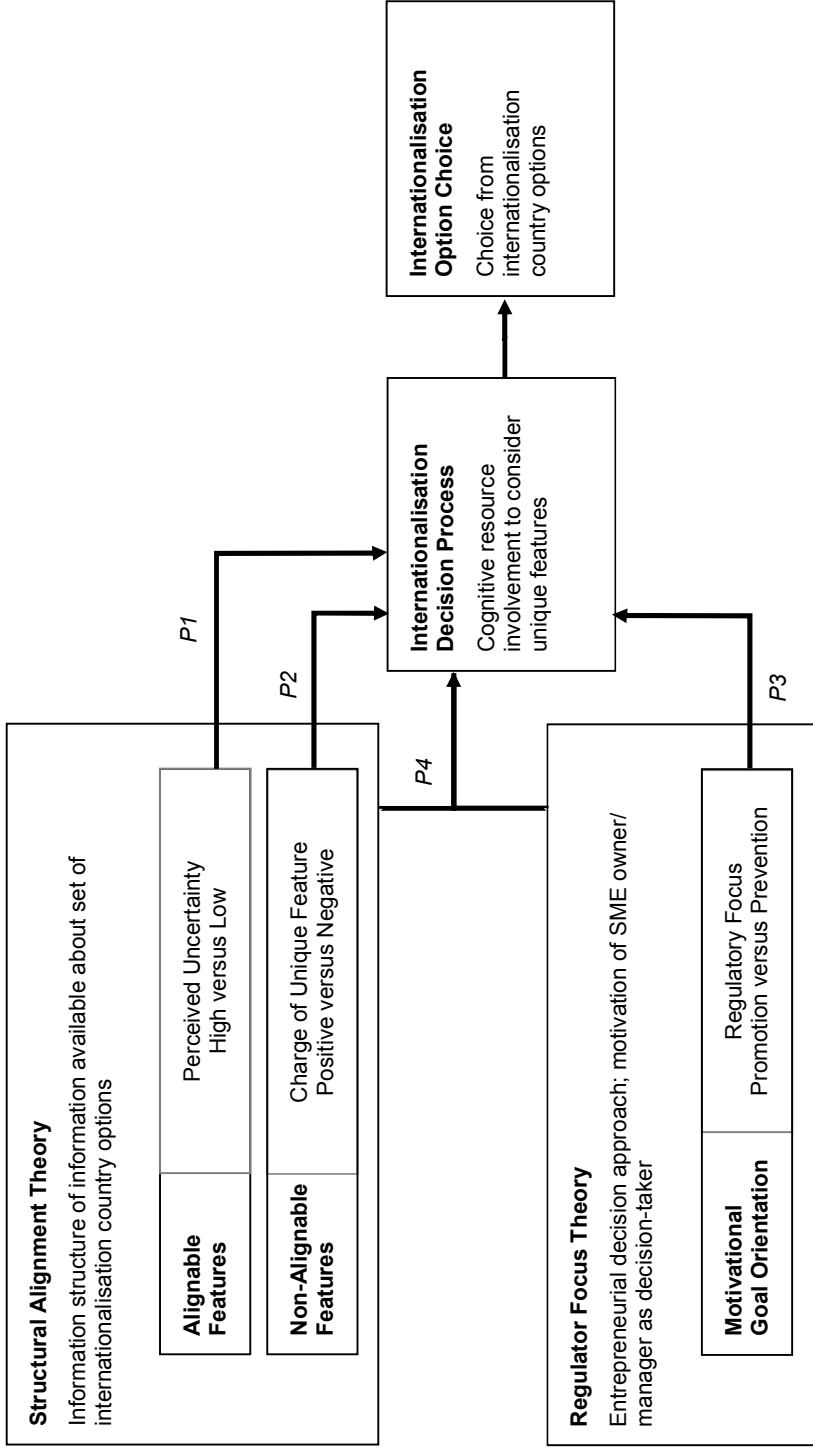 Structural Alignment Theory
Information structure of information available about set of
internationalisation country options
Alignable
Features
Perceived Uncertainty
High versus Low
Non-Alignable
Features
Charge of Unique Feature
Positive versus Negative
P1
P2
P4
P3
Regulator Focus Theory
Entrepreneurial decision approach; motivation of SME owner/
manager as decision-taker
Motivational
Goal Orientation
Regulatory Focus
Promotion versus Prevention
Internationalisation
Decision Process
Cognitive resource
involvement to consider
unique features
Internationalisation
Option Choice
Choice from
internationalisation
country options